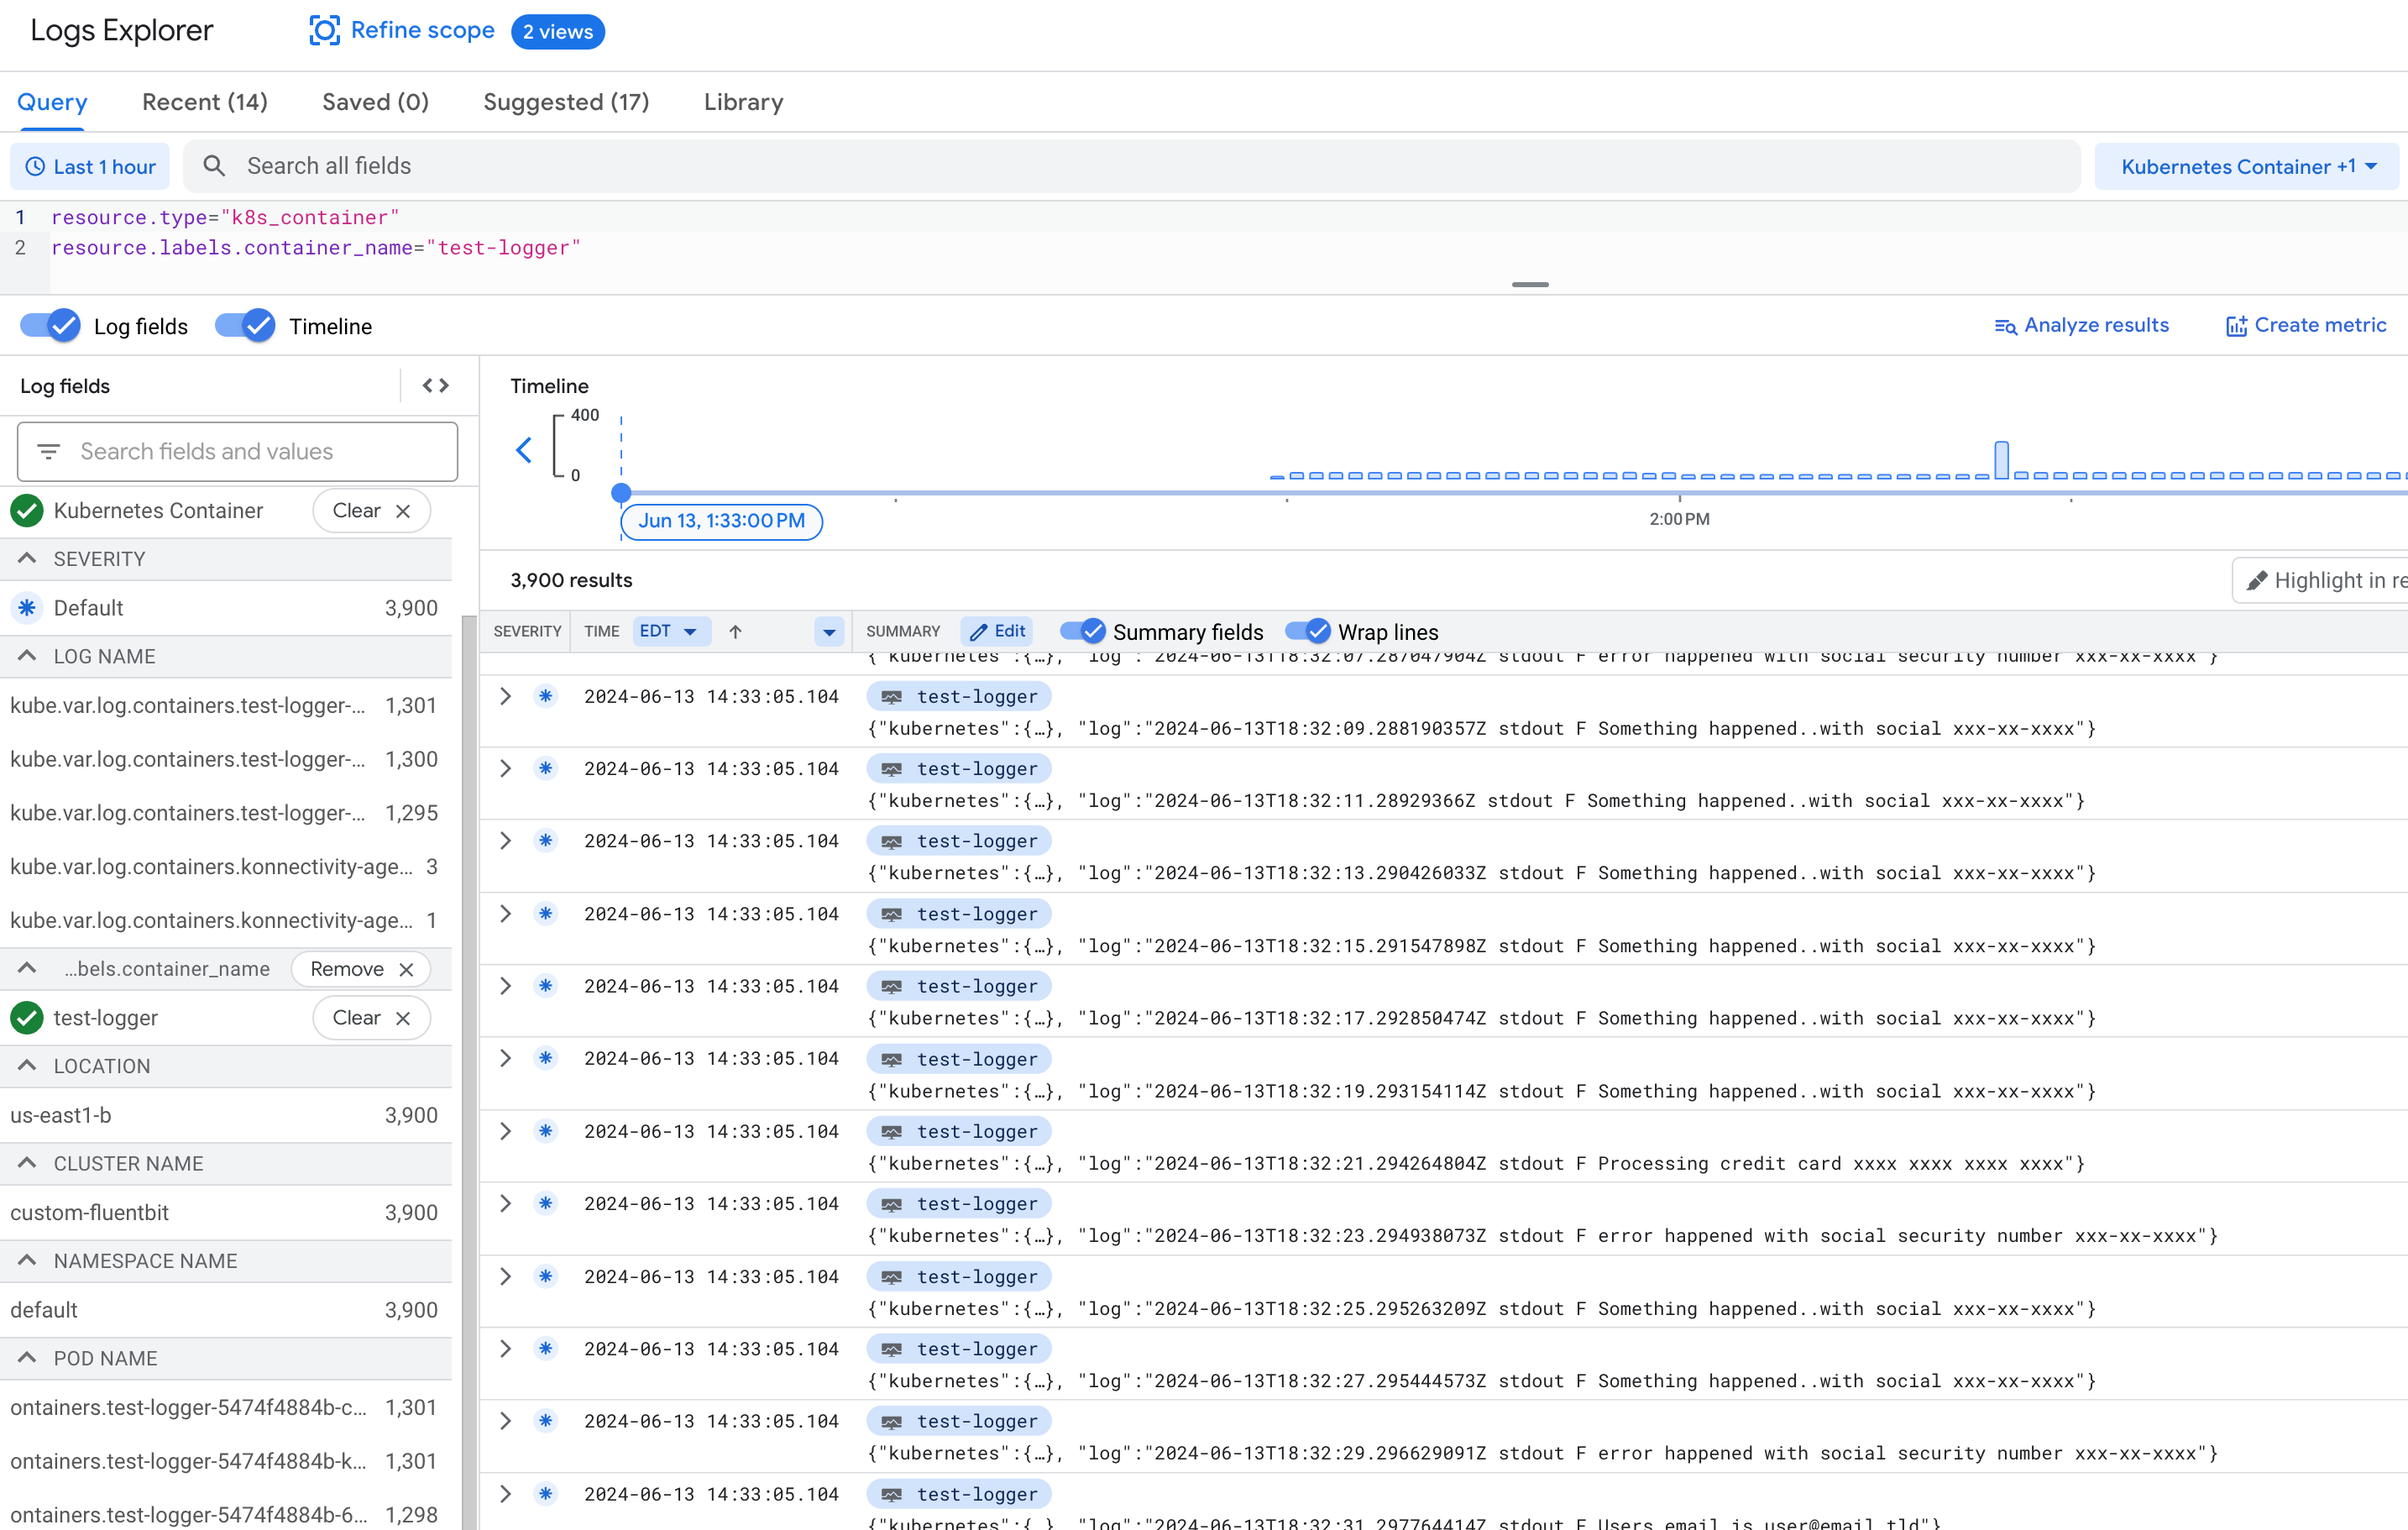 Logs Explorer Refine scope 2 views
Query Recent (14) Saved (0) Suggested (17) Library
Last 1 hour Search all fields Kubernetes Container +1
1 resource.type="k8s_container"
2 resource.labels.container_name="test-logger"
Log fields Timeline Analyze results Create metric
Log fields
Search fields and values
Kubernetes Container Clear
SEVERITY
Default 3,900
LOG NAME
kube.var.log.containers.test-logger-... 1,301
kube.var.log.containers.test-logger-... 1,300
kube.var.log.containers.test-logger-... 1,295
kube.var.log.containers.konnectivity-age... 3
kube.var.log.containers.konnectivity-age... 1
...bels.container_name Remove
test-logger Clear
LOCATION
us-east1-b 3,900
CLUSTER NAME
custom-fluentbit 3,900
NAMESPACE NAME
default 3,900
POD NAME
ontainers.test-logger-5474f4884b-c... 1,301
ontainers.test-logger-5474f4884b-k... 1,301
ontainers.test-logger-5474f4884b-6... 1,298
Timeline
400
0
Jun 13, 1:33:00 PM
2:00 PM
3,900 results Highlight in re
SEVERITY TIME EDT SUMMARY Edit Summary fields Wrap lines
{"kubernetes":{…}, "log":"2024-06-13T18:32:07.287047904Z stdout F error happened with social security number xxx-xx-xxxx"}
2024-06-13 14:33:05.104 test-logger
{"kubernetes":{…}, "log":"2024-06-13T18:32:09.288190357Z stdout F Something happened..with social xxx-xx-xxxx"}
2024-06-13 14:33:05.104 test-logger
{"kubernetes":{…}, "log":"2024-06-13T18:32:11.28929366Z stdout F Something happened..with social xxx-xx-xxxx"}
2024-06-13 14:33:05.104 test-logger
{"kubernetes":{…}, "log":"2024-06-13T18:32:13.290426033Z stdout F Something happened..with social xxx-xx-xxxx"}
2024-06-13 14:33:05.104 test-logger
{"kubernetes":{…}, "log":"2024-06-13T18:32:15.291547898Z stdout F Something happened..with social xxx-xx-xxxx"}
2024-06-13 14:33:05.104 test-logger
{"kubernetes":{…}, "log":"2024-06-13T18:32:17.292850474Z stdout F Something happened..with social xxx-xx-xxxx"}
2024-06-13 14:33:05.104 test-logger
{"kubernetes":{…}, "log":"2024-06-13T18:32:19.293154114Z stdout F Something happened..with social xxx-xx-xxxx"}
2024-06-13 14:33:05.104 test-logger
{"kubernetes":{…}, "log":"2024-06-13T18:32:21.294264804Z stdout F Processing credit card xxxx xxxx xxxx xxxx"}
2024-06-13 14:33:05.104 test-logger
{"kubernetes":{…}, "log":"2024-06-13T18:32:23.294938073Z stdout F error happened with social security number xxx-xx-xxxx"}
2024-06-13 14:33:05.104 test-logger
{"kubernetes":{…}, "log":"2024-06-13T18:32:25.295263209Z stdout F Something happened..with social xxx-xx-xxxx"}
2024-06-13 14:33:05.104 test-logger
{"kubernetes":{…}, "log":"2024-06-13T18:32:27.295444573Z stdout F Something happened..with social xxx-xx-xxxx"}
2024-06-13 14:33:05.104 test-logger
{"kubernetes":{…}, "log":"2024-06-13T18:32:29.296629091Z stdout F error happened with social security number xxx-xx-xxxx"}
2024-06-13 14:33:05.104 test-logger
{"kubernetes":{…}, "log":"2024-06-13T18:32:31.297764414Z stdout F Users email is user@email.tld"}